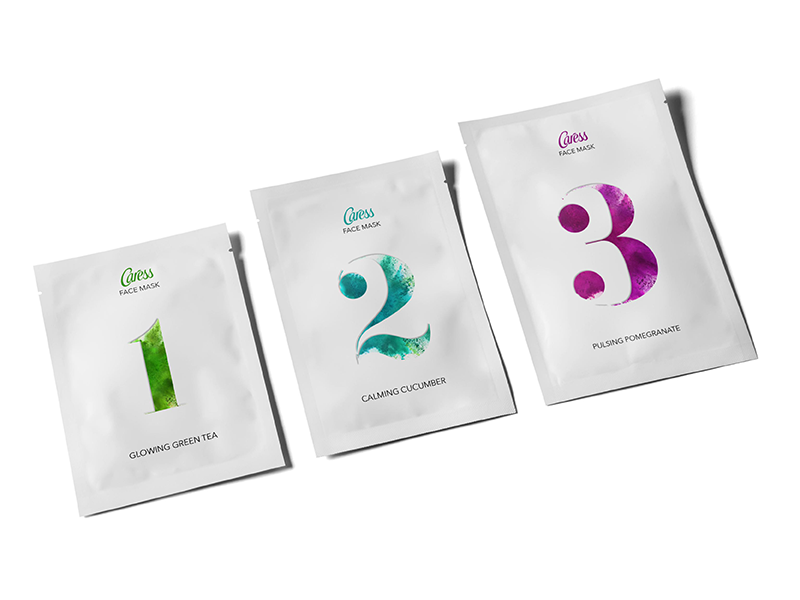 Caress
FACE MASK
1
GLOWING GREEN TEA
Caress
FACE MASK
2
CALMING CUCUMBER
Caress
FACE MASK
3
PULSING POMEGRANATE